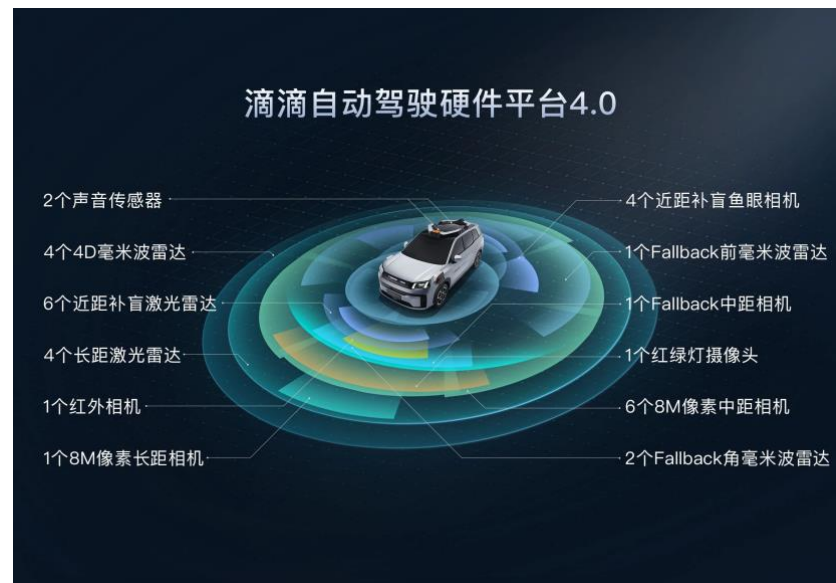 滴滴自动驾驶硬件平台4.0
2个声音传感器
4个4D毫米波雷达
6个近距补盲激光雷达
4个长距激光雷达
1个红外相机
1个8M像素长距相机
4个近距补盲鱼眼相机
1个Fallback前毫米波雷达
1个Fallback中距相机
1个红绿灯摄像头
6个8M像素中距相机
2个Fallback角毫米波雷达